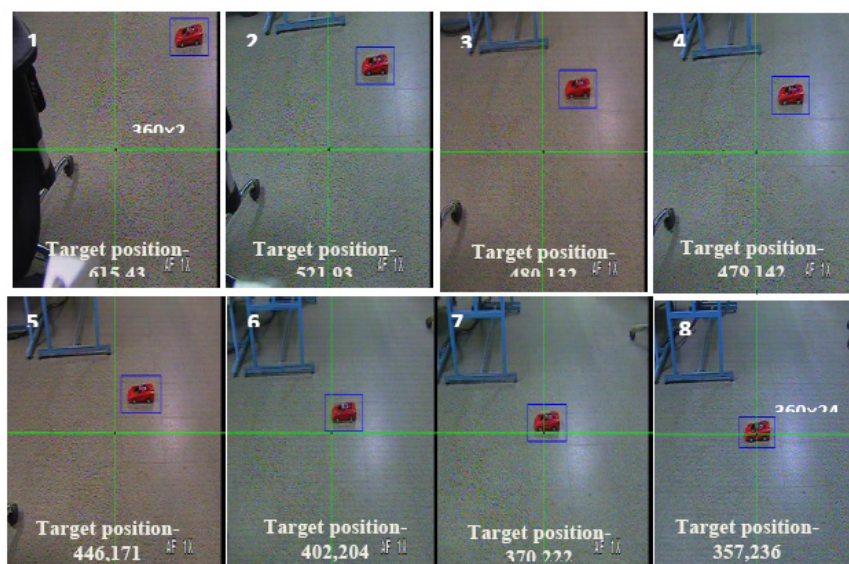 1
360x2
Target position-
615,43
AF 1X
2
Target position-
521,93
AF 1X
3
Target position-
480,132
AF 1X
4
Target position-
479,142
AF 1X
5
Target position-
446,171
AF 1X
6
Target position-
402,204
AF 1X
7
Target position-
370,222
AF 1X
8
360x24
Target position-
357,236